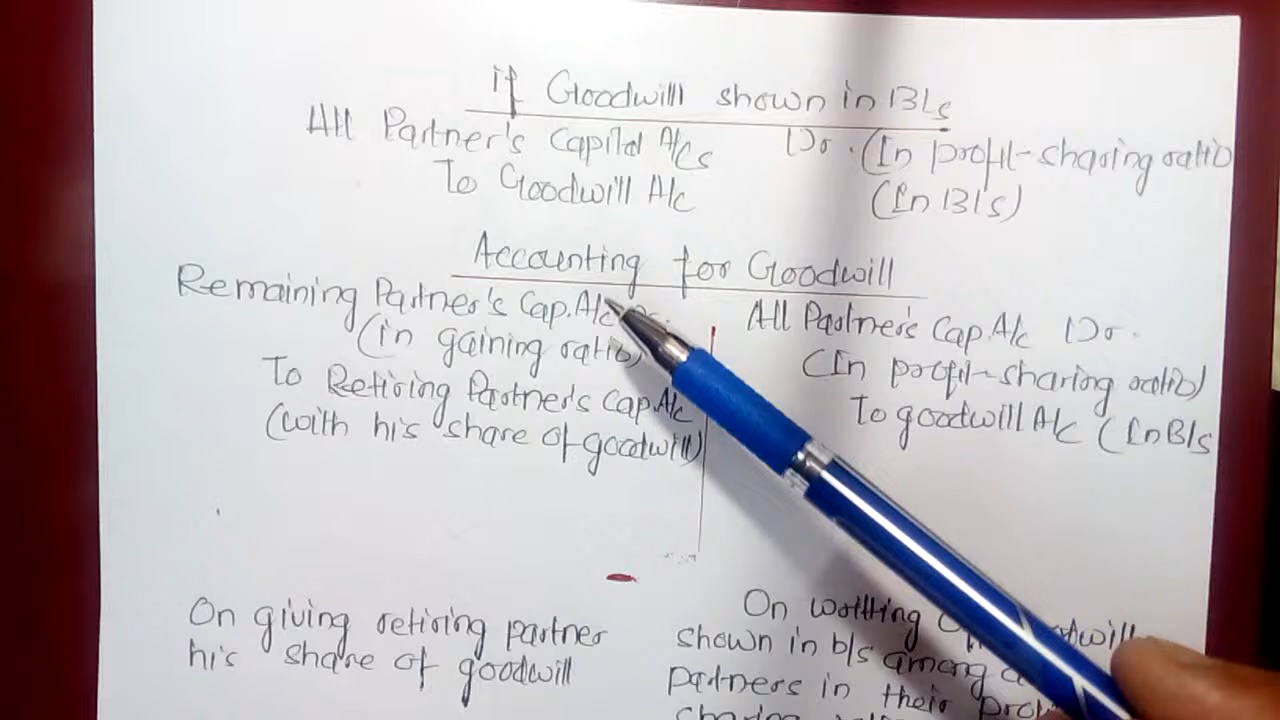 if Goodwill shown in B/s
All Partner's Capital A/cs Dr. (In profit-sharing ratio
To Goodwill A/c (In B/s)
Accounting for Goodwill
Remaining Partner's Cap. A/c Dr.
(in gaining ratio)
To Retiring Partner's Cap. A/c
(with his share of goodwill)
All Partner's Cap. A/c Dr.
(In profit-sharing ratio)
To goodwill A/c (In B/s
On giving retiring partner
his share of goodwill
On writting
shown in b/s among
partners in their